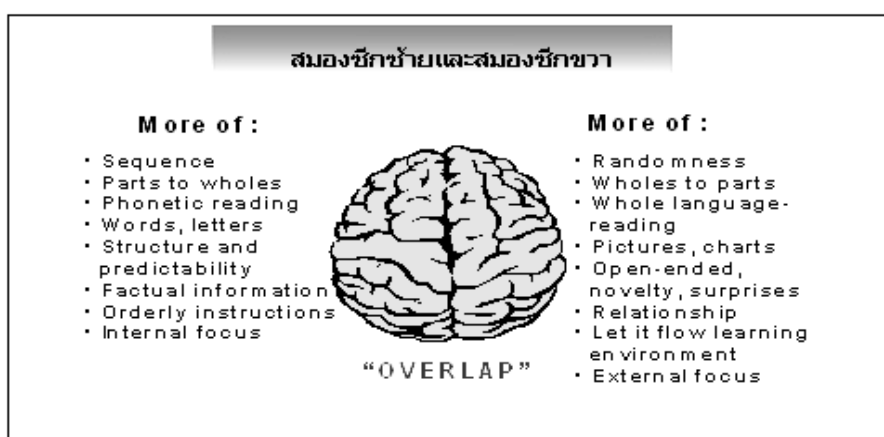 สมองซีกซ้ายและสมองซีกขวา
More of :
· Sequence
· Parts to wholes
· Phonetic reading
· Words, letters
· Structure and
predictability
· Factual information
· Orderly instructions
· Internal focus
"OVERLAP"
More of :
· Randomness
· Wholes to parts
· Whole language-
reading
· Pictures, charts
· Open-ended,
novelty, surprises
· Relationship
· Let it flow learning
environment
· External focus